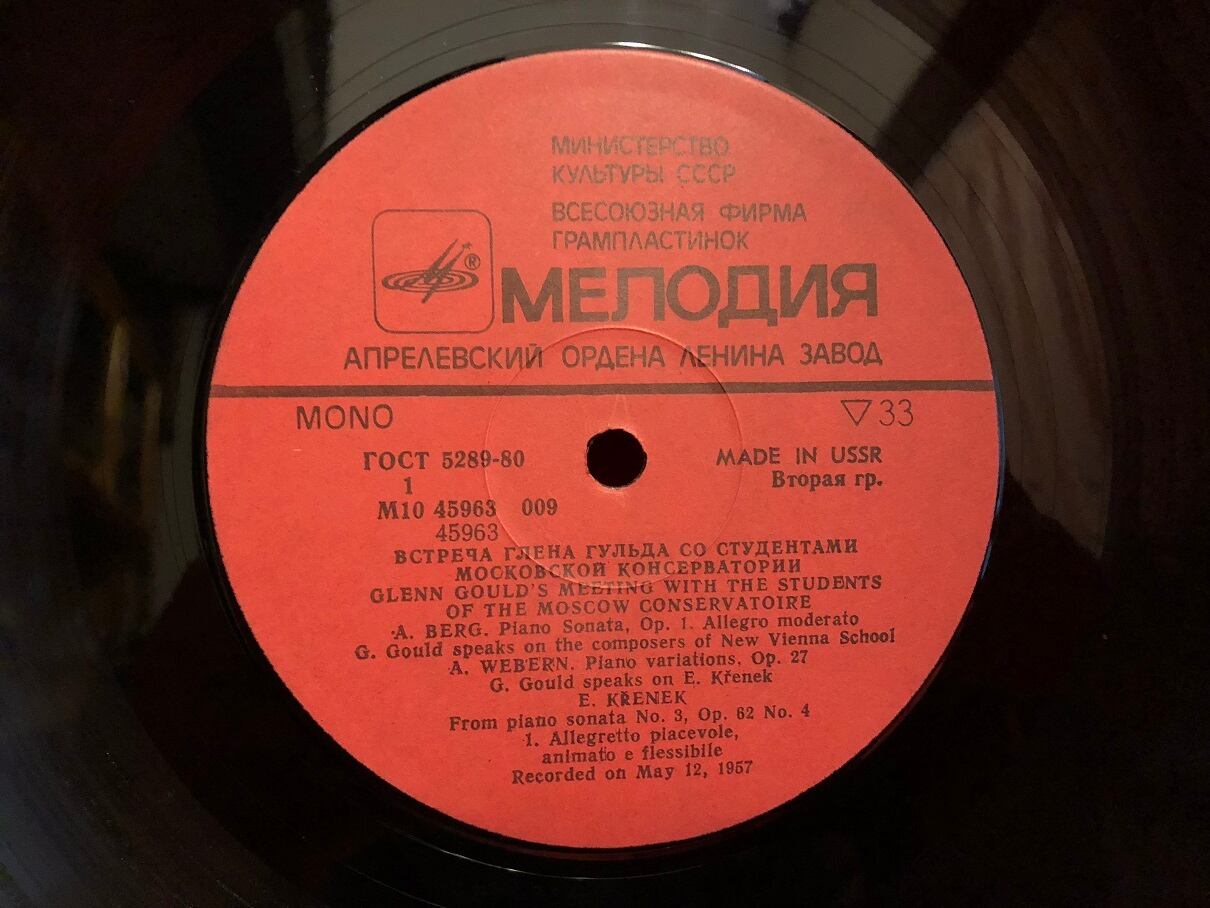 МИНИСТЕРСТВО
КУЛЬТУРЫ СССР
ВСЕСОЮЗНАЯ ФИРМА
ГРАМПЛАСТИНОК
®
МЕЛОДИЯ
АПРЕЛЕВСКИЙ ОРДЕНА ЛЕНИНА ЗАВОД
MONO ▽33
ГОСТ 5289-80 MADE IN USSR
1 Вторая гр.
М10 45963 009
45963
ВСТРЕЧА ГЛЕНА ГУЛЬДА СО СТУДЕНТАМИ
МОСКОВСКОЙ КОНСЕРВАТОРИИ
GLENN GOULD'S MEETING WITH THE STUDENTS
OF THE MOSCOW CONSERVATOIRE
A. BERG. Piano Sonata, Op. 1. Allegro moderato
G. Gould speaks on the composers of New Vienna School
A. WEBERN. Piano variations, Op. 27
G. Gould speaks on E. Křenek
E. KŘENEK
From piano sonata No. 3, Op. 62 No. 4
1. Allegretto piacevole,
animato e flessibile
Recorded on May 12, 1957